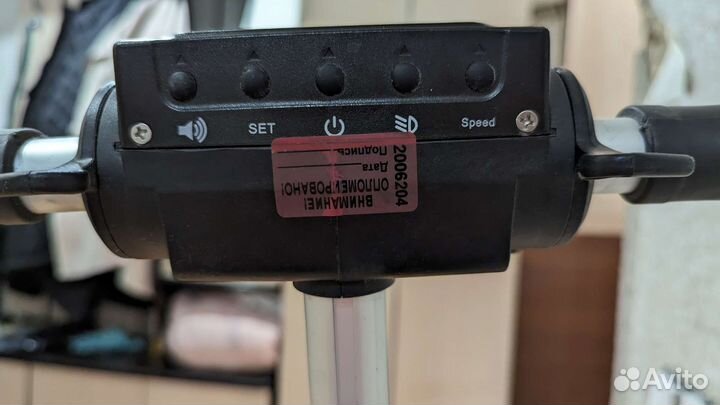 SET
Speed
ВНИМАНИЕ!
ОПЛОМБИРОВАНО!
Дата
Подпись
2006204
Avito